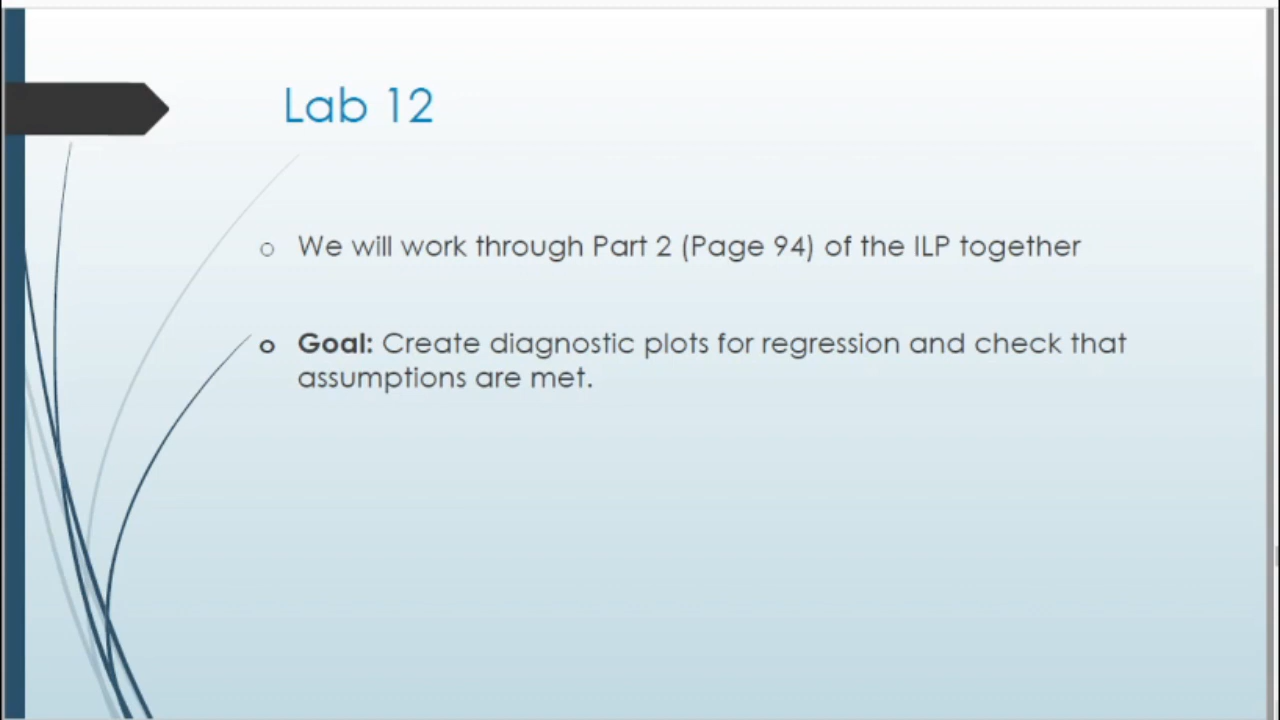 Lab 12
o We will work through Part 2 (Page 94) of the ILP together
o Goal: Create diagnostic plots for regression and check that
assumptions are met.